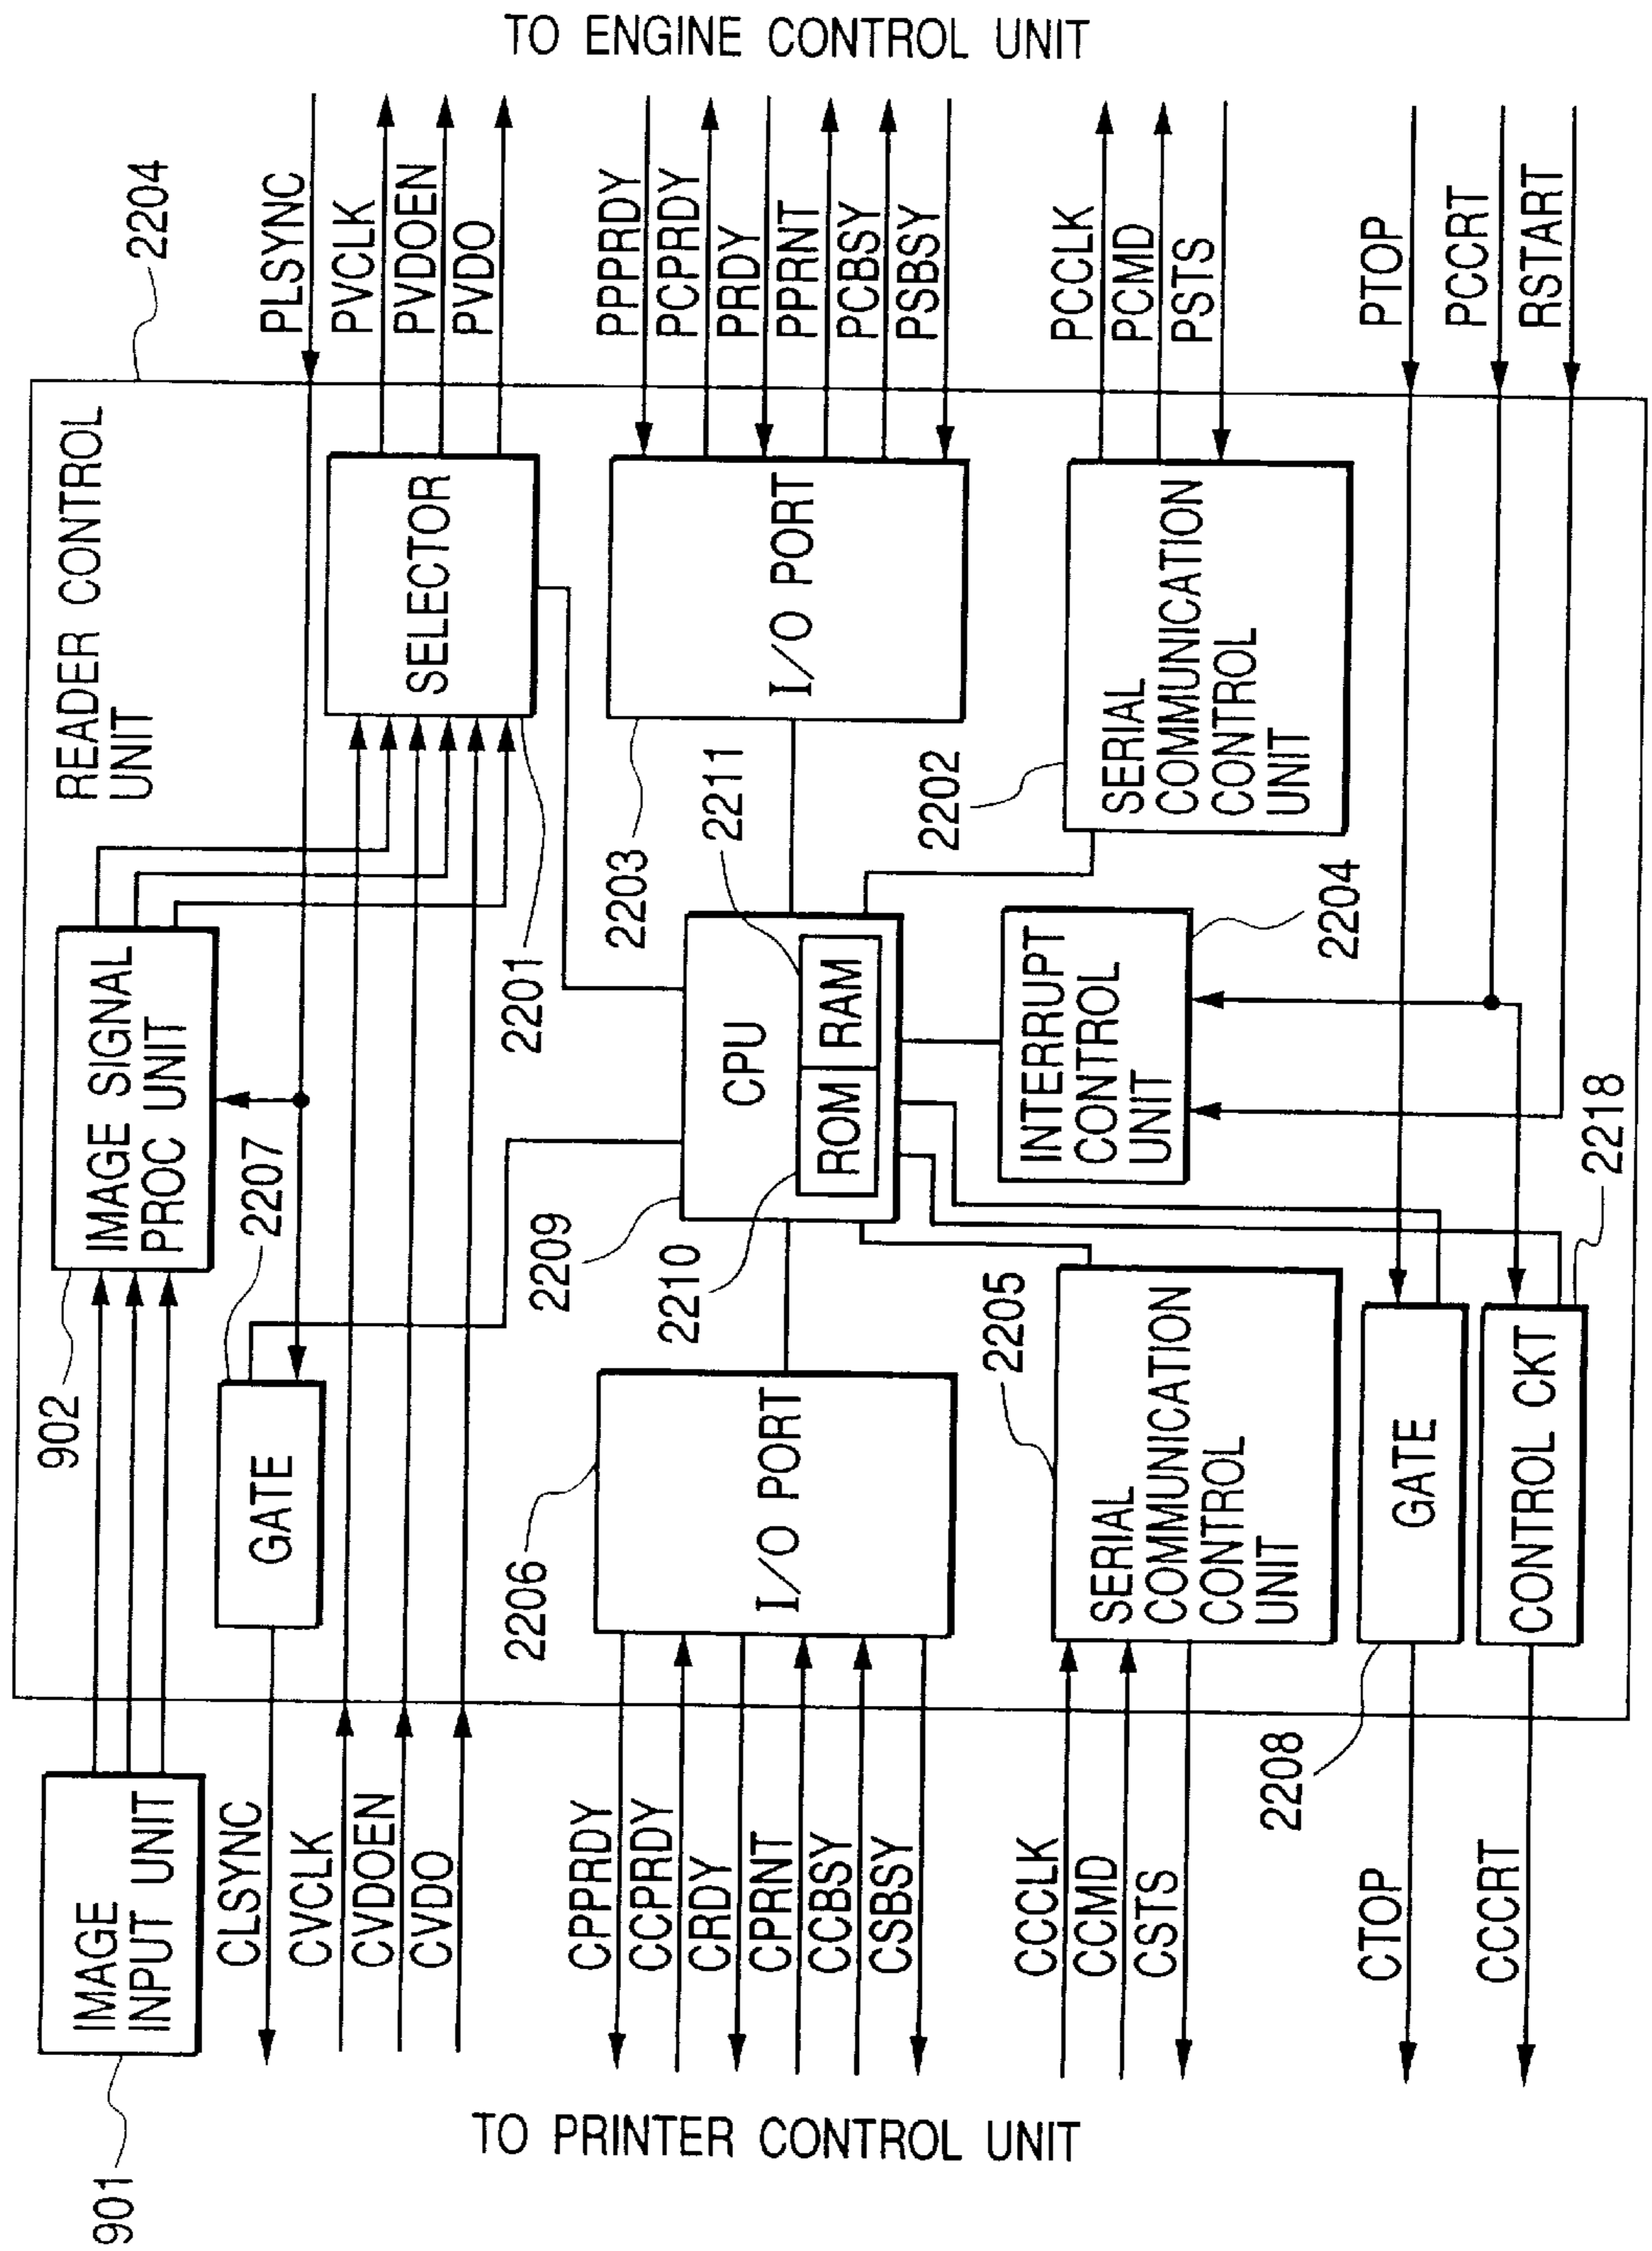 TO ENGINE CONTROL UNIT
2204
PLSYNC
PVCLK
PVDOEN
PVDO
PPPRDY
PCPRDY
PRDY
PPRNT
PCBSY
PSBSY
PCCLK
PCMD
PSTS
PTOP
PCCRT
RSTART
READER CONTROL
UNIT
SELECTOR
2201
I/O PORT
2203
SERIAL
COMMUNICATION
CONTROL
UNIT
2202
IMAGE SIGNAL
PROC UNIT
902
2207
GATE
CPU
ROM
RAM
2209
2210
2211
INTERRUPT
CONTROL
UNIT
2204
2218
I/O PORT
2206
SERIAL
COMMUNICATION
CONTROL
UNIT
2205
GATE
2208
CONTROL CKT
IMAGE
INPUT UNIT
901
CLSYNC
CVCLK
CVDOEN
CVDO
CPPRDY
CCPRDY
CRDY
CPRNT
CCBSY
CSBSY
CCCLK
CCMD
CSTS
CTOP
CCCRT
TO PRINTER CONTROL UNIT